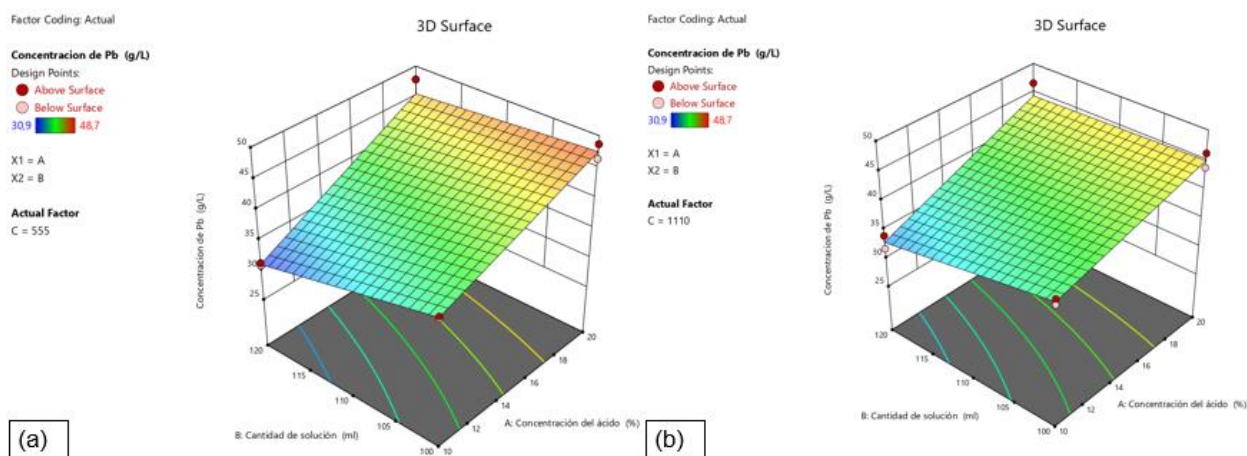 Factor Coding: Actual
3D Surface
Concentracion de Pb (g/L)
Design Points:
Above Surface
Below Surface
30,9 48,7
X1 = A
X2 = B
Actual Factor
C = 555
Concentracion de Pb (g/L)
50
45
40
35
30
25
120
115
110
105
100
10
12
14
16
18
20
B: Cantidad de solución (ml)
A: Concentración del ácido (%)
(a)
Factor Coding: Actual
3D Surface
Concentracion de Pb (g/L)
Design Points:
Above Surface
Below Surface
30,9 48,7
X1 = A
X2 = B
Actual Factor
C = 1110
Concentracion de Pb (g/L)
50
45
40
35
30
25
120
115
110
105
100
10
12
14
16
18
20
B: Cantidad de solución (ml)
A: Concentración del ácido (%)
(b)